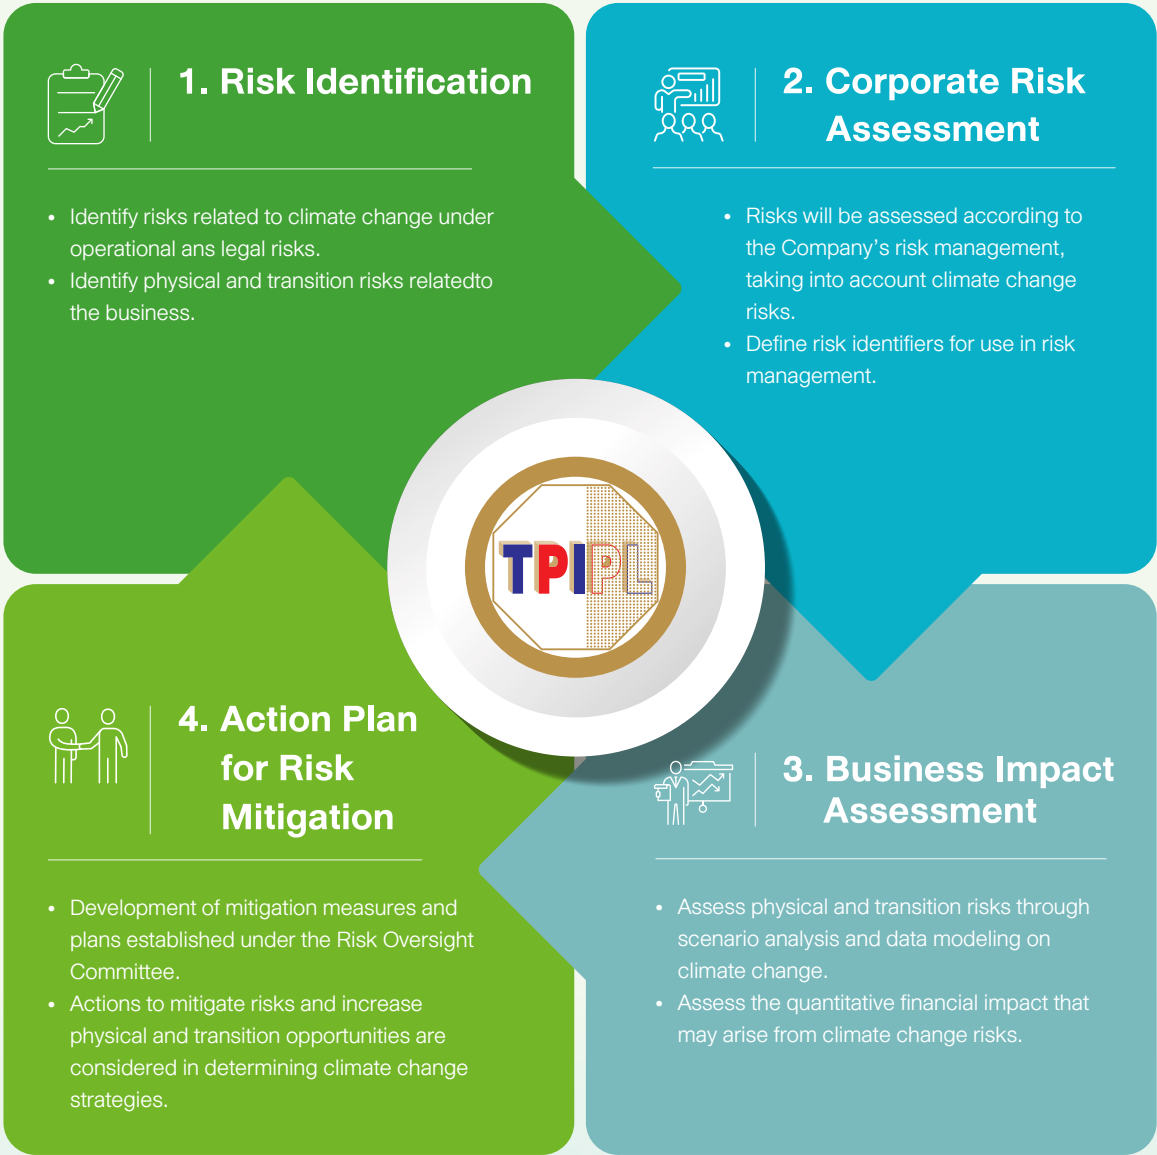 1. Risk Identification
• Identify risks related to climate change under
operational ans legal risks.
• Identify physical and transition risks relatedto
the business.
2. Corporate Risk
Assessment
• Risks will be assessed according to
the Company's risk management,
taking into account climate change
risks.
• Define risk identifiers for use in risk
management.
TPIPL
4. Action Plan
for Risk
Mitigation
• Development of mitigation measures and
plans established under the Risk Oversight
Committee.
• Actions to mitigate risks and increase
physical and transition opportunities are
considered in determining climate change
strategies.
3. Business Impact
Assessment
• Assess physical and transition risks through
scenario analysis and data modeling on
climate change.
• Assess the quantitative financial impact that
may arise from climate change risks.